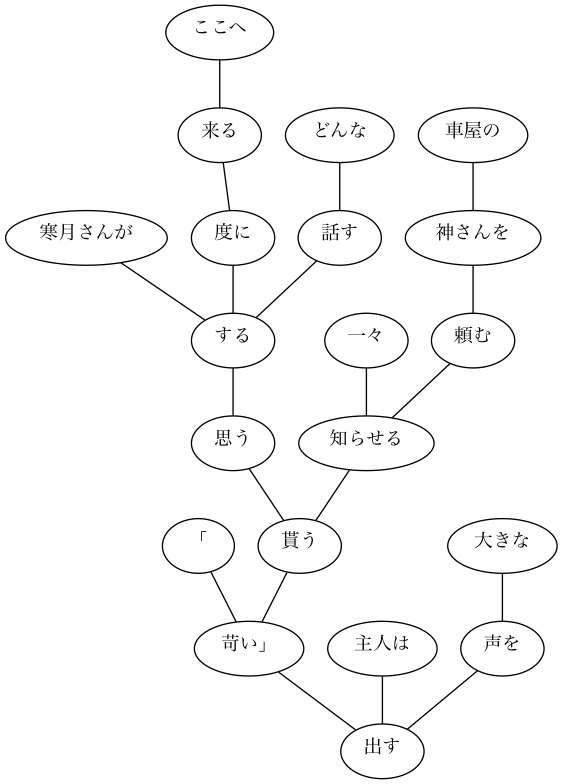 ここへ
来る
どんな
車屋の
寒月さんが
度に
話す
神さんを
する
一々
頼む
思う
知らせる
「
貰う
大きな
苛い」
主人は
声を
出す